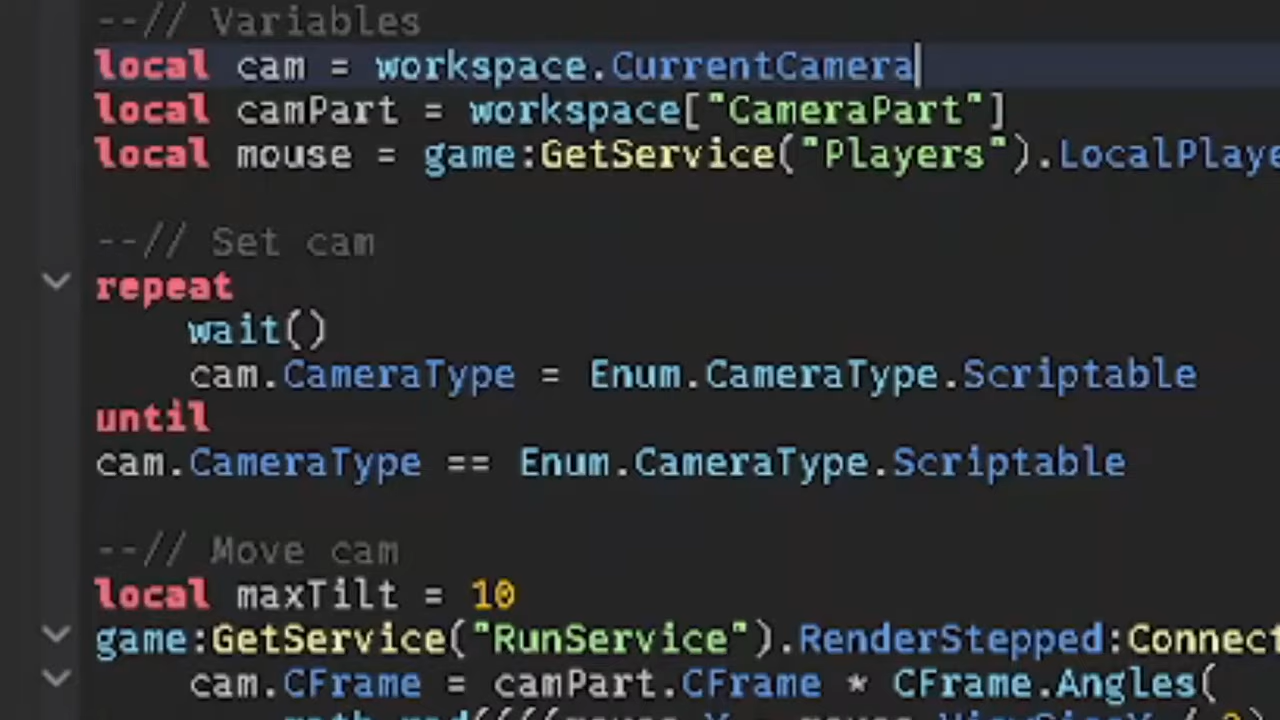 --// Variables
local cam = workspace.CurrentCamera
local camPart = workspace["CameraPart"]
local mouse = game:GetService("Players").LocalPlaye
--// Set cam
repeat
wait()
cam.CameraType = Enum.CameraType.Scriptable
until
cam.CameraType == Enum.CameraType.Scriptable
--// Move cam
local maxTilt = 10
game:GetService("RunService").RenderStepped:Connect
cam.CFrame = camPart.CFrame * CFrame.Angles(